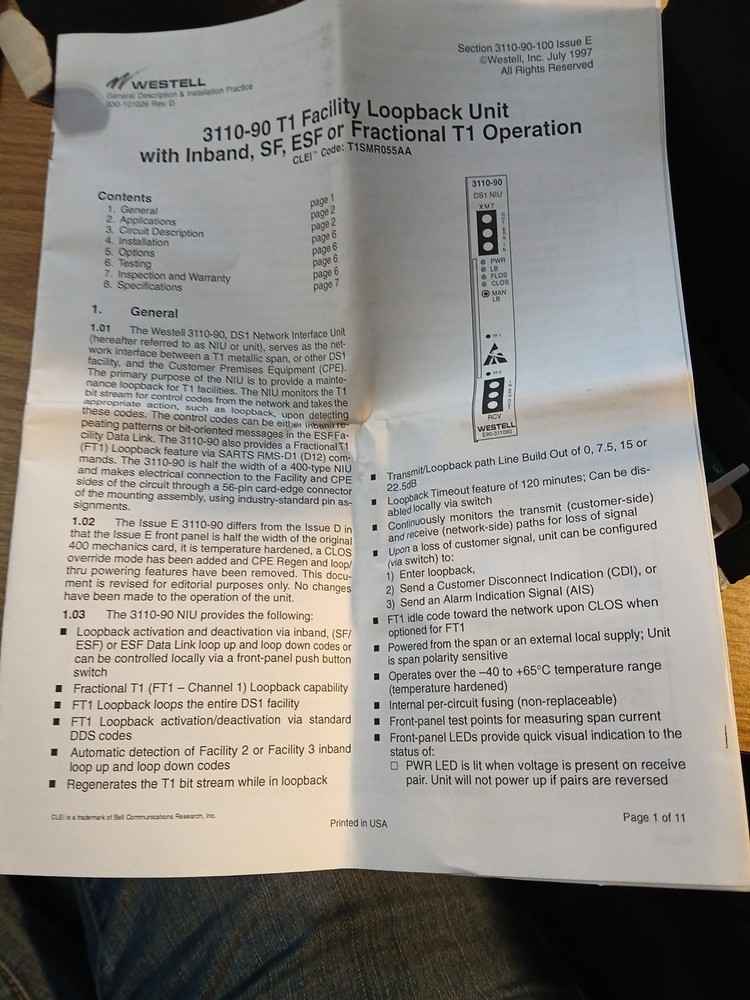 WESTELL
General Description & Installation Practice
030-101026 Rev. D
Section 3110-90-100 Issue E
©Westell, Inc. July 1997
All Rights Reserved
3110-90 T1 Facility Loopback Unit
with Inband, SF, ESF or Fractional T1 Operation
CLEI™ Code: T1SMR055AA
Contents
1. General page 1
2. Applications page 2
3. Circuit Description page 2
4. Installation page 6
5. Options page 6
6. Testing page 6
7. Inspection and Warranty page 6
8. Specifications page 7
1. General
1.01 The Westell 3110-90, DS1 Network Interface Unit
(hereafter referred to as NIU or unit), serves as the net-
work interface between a T1 metallic span, or other DS1
facility, and the Customer Premises Equipment (CPE).
The primary purpose of the NIU is to provide a mainte-
nance loopback for T1 facilities. The NIU monitors the T1
bit stream for control codes from the network and takes the
appropriate action, such as loopback, upon detecting
these codes. The control codes can be either inband re-
peating patterns or bit-oriented messages in the ESF Fa-
cility Data Link. The 3110-90 also provides a Fractional T1
(FT1) Loopback feature via SARTS RMS-D1 (D12) com-
mands. The 3110-90 is half the width of a 400-type NIU
and makes electrical connection to the Facility and CPE
sides of the circuit through a 56-pin card-edge connector
of the mounting assembly, using industry-standard pin as-
signments.
1.02 The Issue E 3110-90 differs from the Issue D in
that the Issue E front panel is half the width of the original
400 mechanics card, it is temperature hardened, a CLOS
override mode has been added and CPE Regen and loop/
thru powering features have been removed. This docu-
ment is revised for editorial purposes only. No changes
have been made to the operation of the unit.
1.03 The 3110-90 NIU provides the following:
■ Loopback activation and deactivation via inband, (SF/
ESF) or ESF Data Link loop up and loop down codes or
can be controlled locally via a front-panel push button
switch
■ Fractional T1 (FT1 – Channel 1) Loopback capability
■ FT1 Loopback loops the entire DS1 facility
■ FT1 Loopback activation/deactivation via standard
DDS codes
■ Automatic detection of Facility 2 or Facility 3 inband
loop up and loop down codes
■ Regenerates the T1 bit stream while in loopback
3110-90
DS1 NIU
XMT
PWR
LB
FLOS
CLOS
MAN
LB
RCV
WESTELL
■ Transmit/Loopback path Line Build Out of 0, 7.5, 15 or
22.5dB
■ Loopback Timeout feature of 120 minutes; Can be dis-
abled locally via switch
■ Continuously monitors the transmit (customer-side)
and receive (network-side) paths for loss of signal
■ Upon a loss of customer signal, unit can be configured
(via switch) to:
1) Enter loopback,
2) Send a Customer Disconnect Indication (CDI), or
3) Send an Alarm Indication Signal (AIS)
■ FT1 idle code toward the network upon CLOS when
optioned for FT1
■ Powered from the span or an external local supply; Unit
is span polarity sensitive
■ Operates over the –40 to +65°C temperature range
(temperature hardened)
■ Internal per-circuit fusing (non-replaceable)
■ Front-panel test points for measuring span current
■ Front-panel LEDs provide quick visual indication to the
status of:
□ PWR LED is lit when voltage is present on receive
pair. Unit will not power up if pairs are reversed
CLEI is a trademark of Bell Communications Research, Inc.
Printed in USA
Page 1 of 11